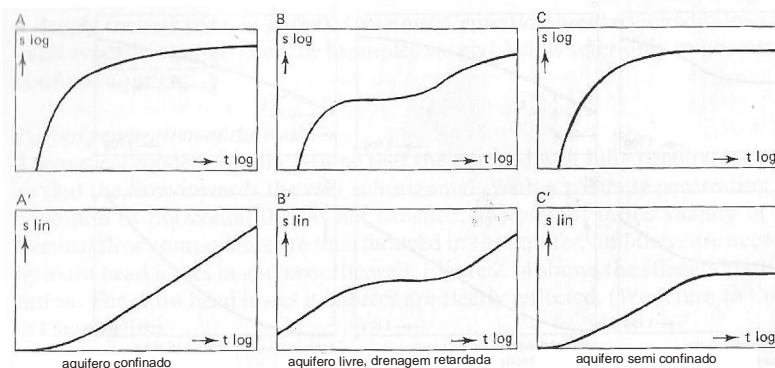 A
s log
t log
B
s log
t log
C
s log
t log
A'
s lin
t log
B'
s lin
t log
C'
s lin
t log
aquifero confinado
aquifero livre, drenagem retardada
aquifero semi confinado